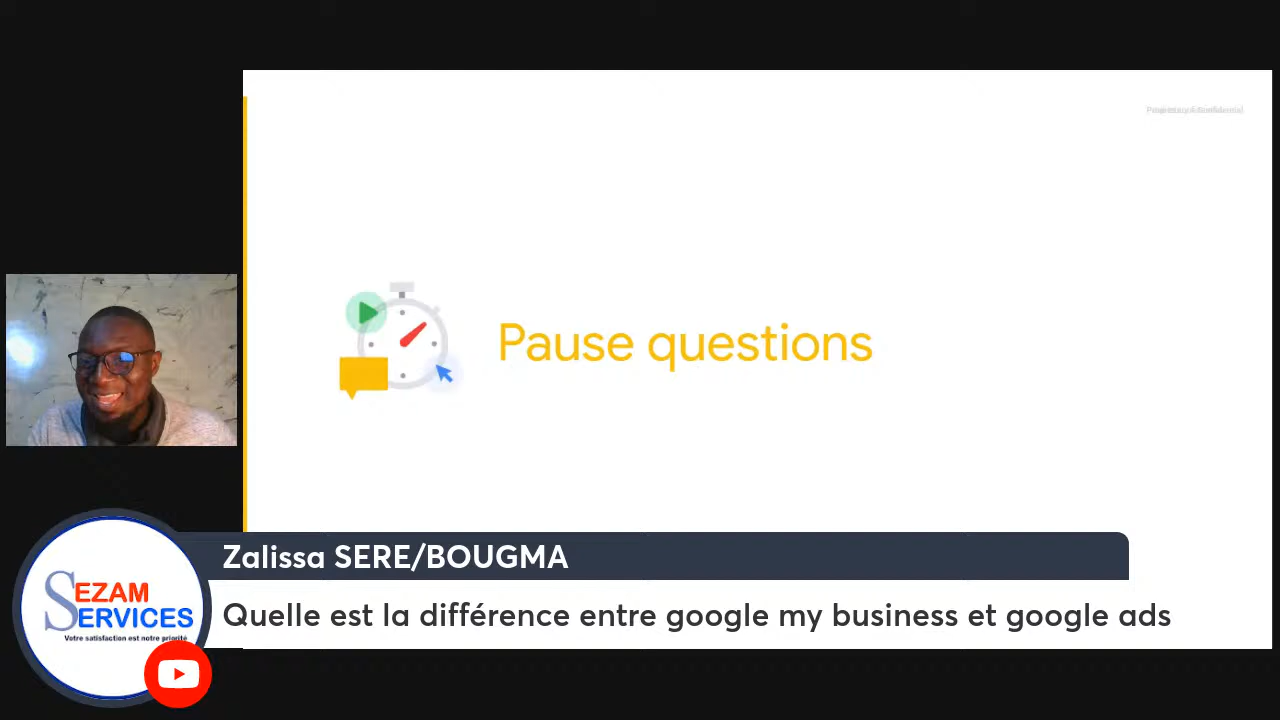 Pause questions
Zalissa SERE/BOUGMA
SEZAM
SERVICES
Votre satisfaction est notre priorité
Quelle est la différence entre google my business et google ads